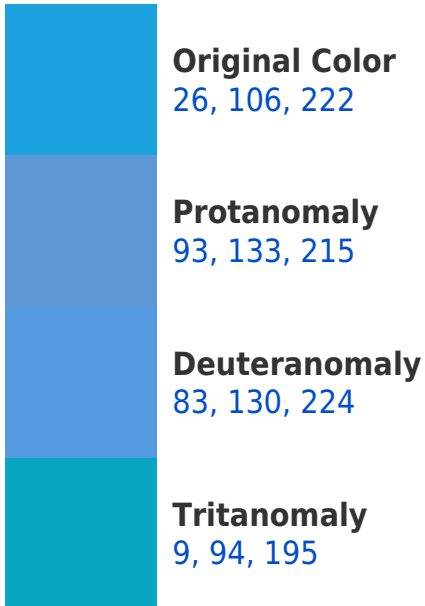 Original Color
26, 106, 222
Protanomaly
93, 133, 215
Deuteranomaly
83, 130, 224
Tritanomaly
9, 94, 195